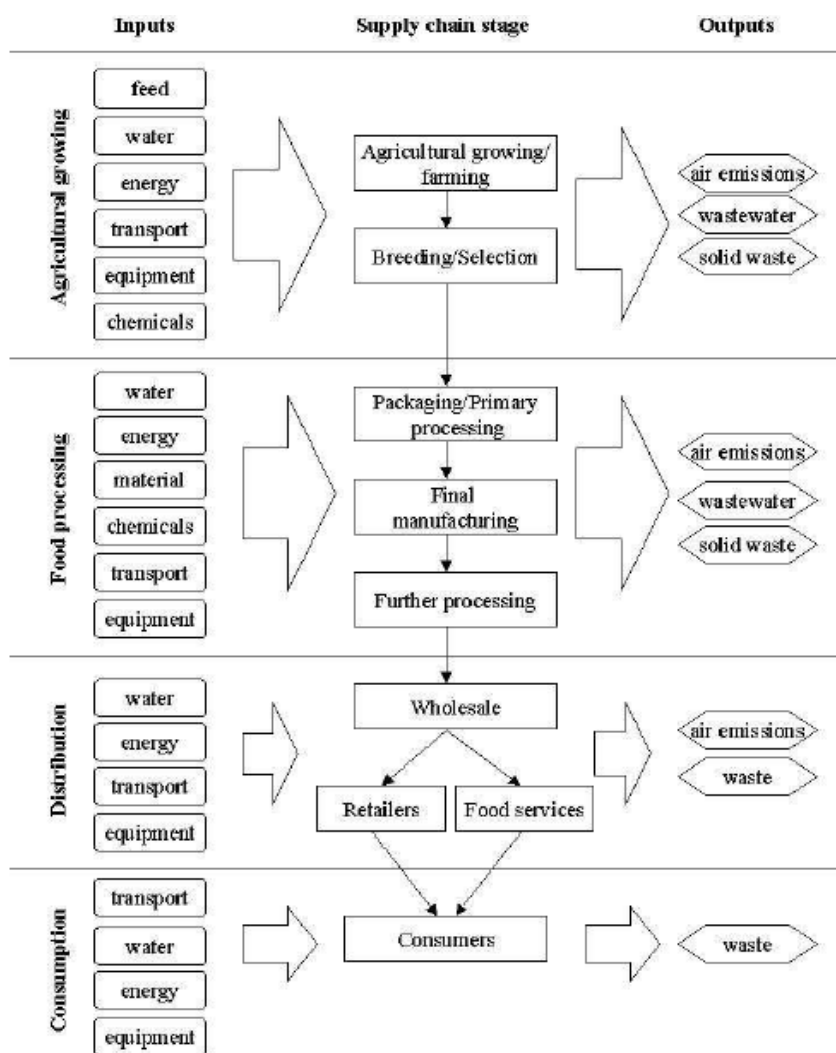 Inputs
Supply chain stage
Outputs
Agricultural growing
feed
water
energy
transport
equipment
chemicals
Agricultural growing/
farming
Breeding/Selection
air emissions
wastewater
solid waste
Food processing
water
energy
material
chemicals
transport
equipment
Packaging/Primary
processing
Final
manufacturing
Further processing
air emissions
wastewater
solid waste
Distribution
water
energy
transport
equipment
Wholesale
Retailers
Food services
air emissions
waste
Consumption
transport
water
energy
equipment
Consumers
waste